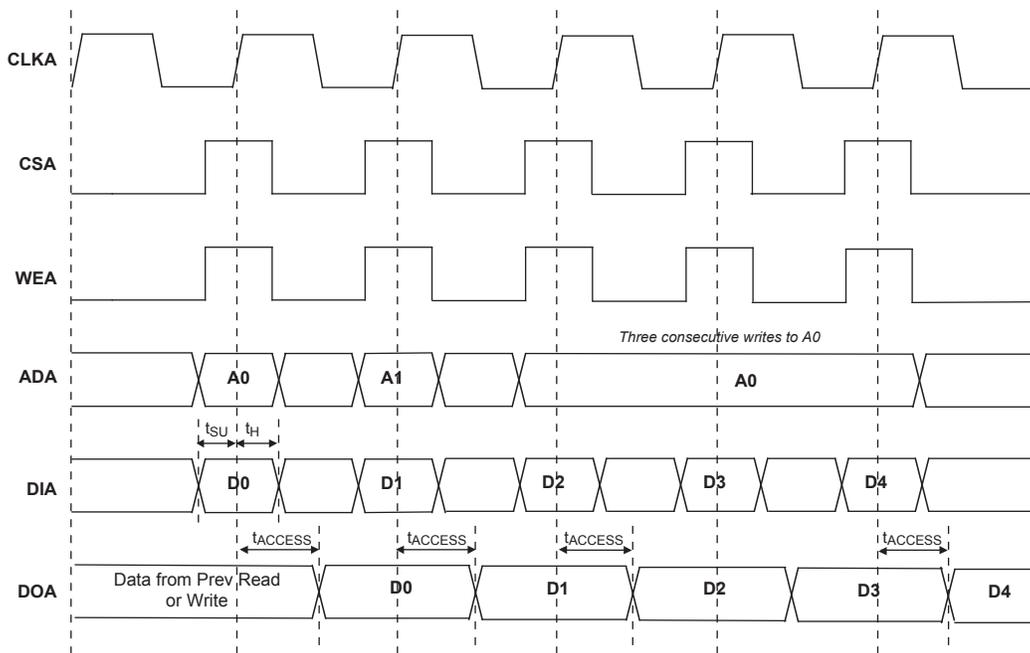 CLKA
CSA
WEA
Three consecutive writes to A0
ADA
A0
A1
A0
tSU
tH
DIA
D0
D1
D2
D3
D4
tACCESS
tACCESS
tACCESS
tACCESS
DOA
Data from Prev Read
or Write
D0
D1
D2
D3
D4